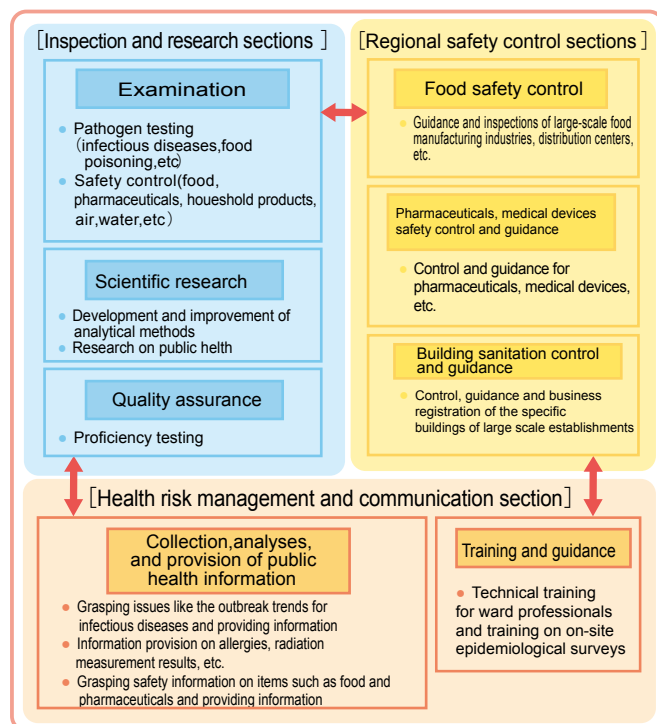 [Inspection and research sections]
Examination
● Pathogen testing
(infectious diseases,food
poisoning,etc)
● Safety control(food,
pharmaceuticals, houeshold products,
air,water,etc)
Scientific research
● Development and improvement of
analytical methods
● Research on public helth
Quality assurance
● Proficiency testing
[Regional safety control sections]
Food safety control
● Guidance and inspections of large-scale food
manufacturing industries, distribution centers,
etc.
Pharmaceuticals, medical devices
safety control and guidance
● Control and guidance for
pharmaceuticals, medical devices,
etc.
Building sanitation control
and guidance
● Control, guidance and business
registration of the specific
buildings of large scale establishments
[Health risk management and communication section]
Collection,analyses,
and provision of public
health information
● Grasping issues like the outbreak trends for
infectious diseases and providing information
● Information provision on allergies, radiation
measurement results, etc.
● Grasping safety information on items such as food and
pharmaceuticals and providing information
Training and guidance
● Technical training
for ward professionals
and training on on-site
epidemiological surveys